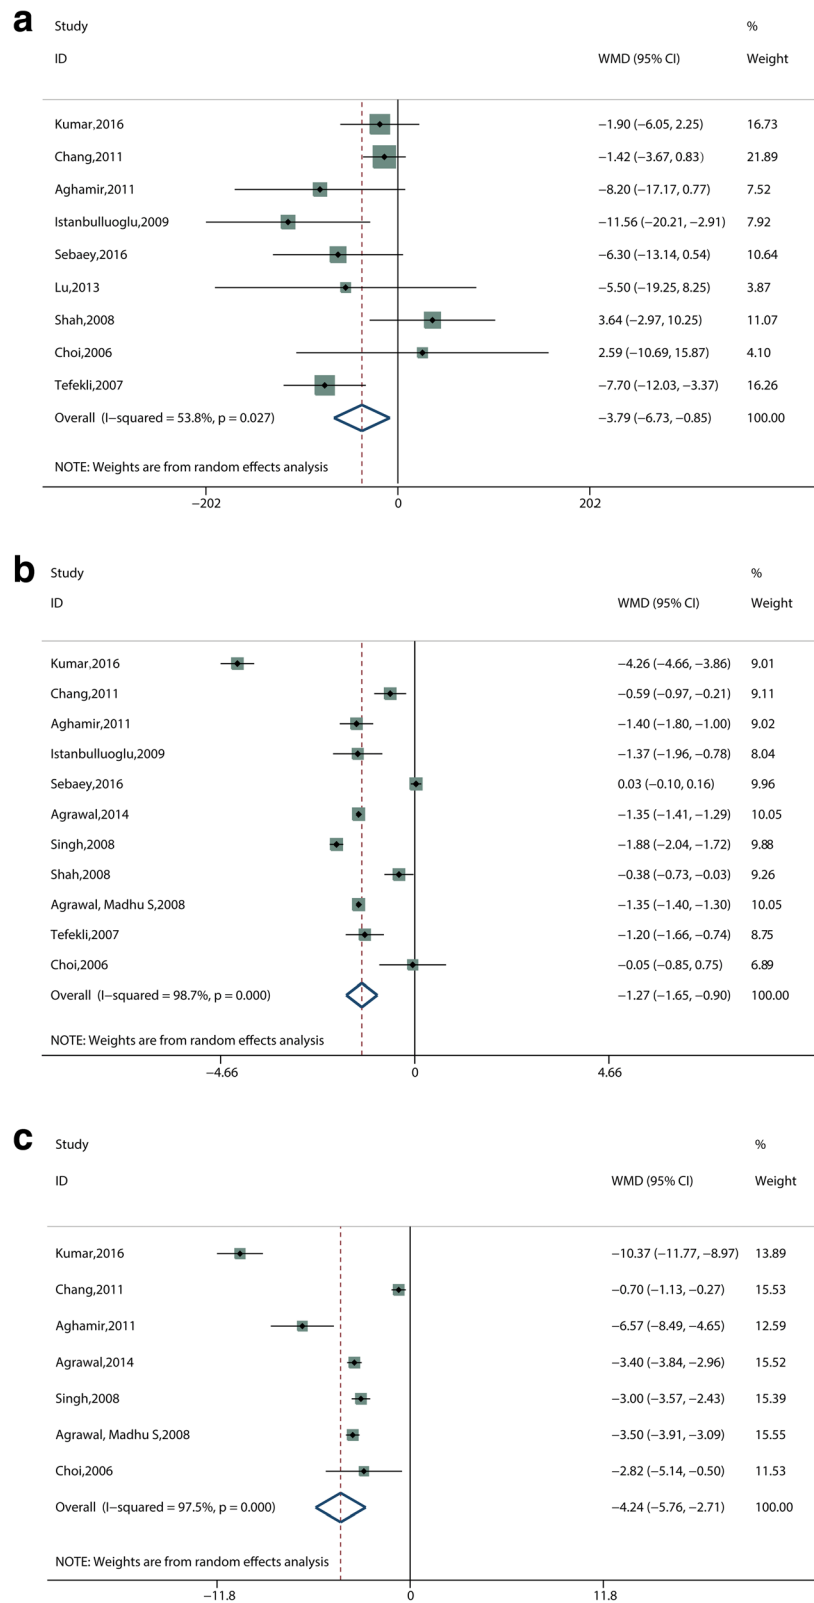 a
Study %
ID WMD (95% CI) Weight
Kumar,2016 −1.90 (−6.05, 2.25) 16.73
Chang,2011 −1.42 (−3.67, 0.83) 21.89
Aghamir,2011 −8.20 (−17.17, 0.77) 7.52
Istanbulluoglu,2009 −11.56 (−20.21, −2.91) 7.92
Sebaey,2016 −6.30 (−13.14, 0.54) 10.64
Lu,2013 −5.50 (−19.25, 8.25) 3.87
Shah,2008 3.64 (−2.97, 10.25) 11.07
Choi,2006 2.59 (−10.69, 15.87) 4.10
Tefekli,2007 −7.70 (−12.03, −3.37) 16.26
Overall (I−squared = 53.8%, p = 0.027) −3.79 (−6.73, −0.85) 100.00
NOTE: Weights are from random effects analysis
−202 0 202
b
Study %
ID WMD (95% CI) Weight
Kumar,2016 −4.26 (−4.66, −3.86) 9.01
Chang,2011 −0.59 (−0.97, −0.21) 9.11
Aghamir,2011 −1.40 (−1.80, −1.00) 9.02
Istanbulluoglu,2009 −1.37 (−1.96, −0.78) 8.04
Sebaey,2016 0.03 (−0.10, 0.16) 9.96
Agrawal,2014 −1.35 (−1.41, −1.29) 10.05
Singh,2008 −1.88 (−2.04, −1.72) 9.88
Shah,2008 −0.38 (−0.73, −0.03) 9.26
Agrawal, Madhu S,2008 −1.35 (−1.40, −1.30) 10.05
Tefekli,2007 −1.20 (−1.66, −0.74) 8.75
Choi,2006 −0.05 (−0.85, 0.75) 6.89
Overall (I−squared = 98.7%, p = 0.000) −1.27 (−1.65, −0.90) 100.00
NOTE: Weights are from random effects analysis
−4.66 0 4.66
c
Study %
ID WMD (95% CI) Weight
Kumar,2016 −10.37 (−11.77, −8.97) 13.89
Chang,2011 −0.70 (−1.13, −0.27) 15.53
Aghamir,2011 −6.57 (−8.49, −4.65) 12.59
Agrawal,2014 −3.40 (−3.84, −2.96) 15.52
Singh,2008 −3.00 (−3.57, −2.43) 15.39
Agrawal, Madhu S,2008 −3.50 (−3.91, −3.09) 15.55
Choi,2006 −2.82 (−5.14, −0.50) 11.53
Overall (I−squared = 97.5%, p = 0.000) −4.24 (−5.76, −2.71) 100.00
NOTE: Weights are from random effects analysis
−11.8 0 11.8